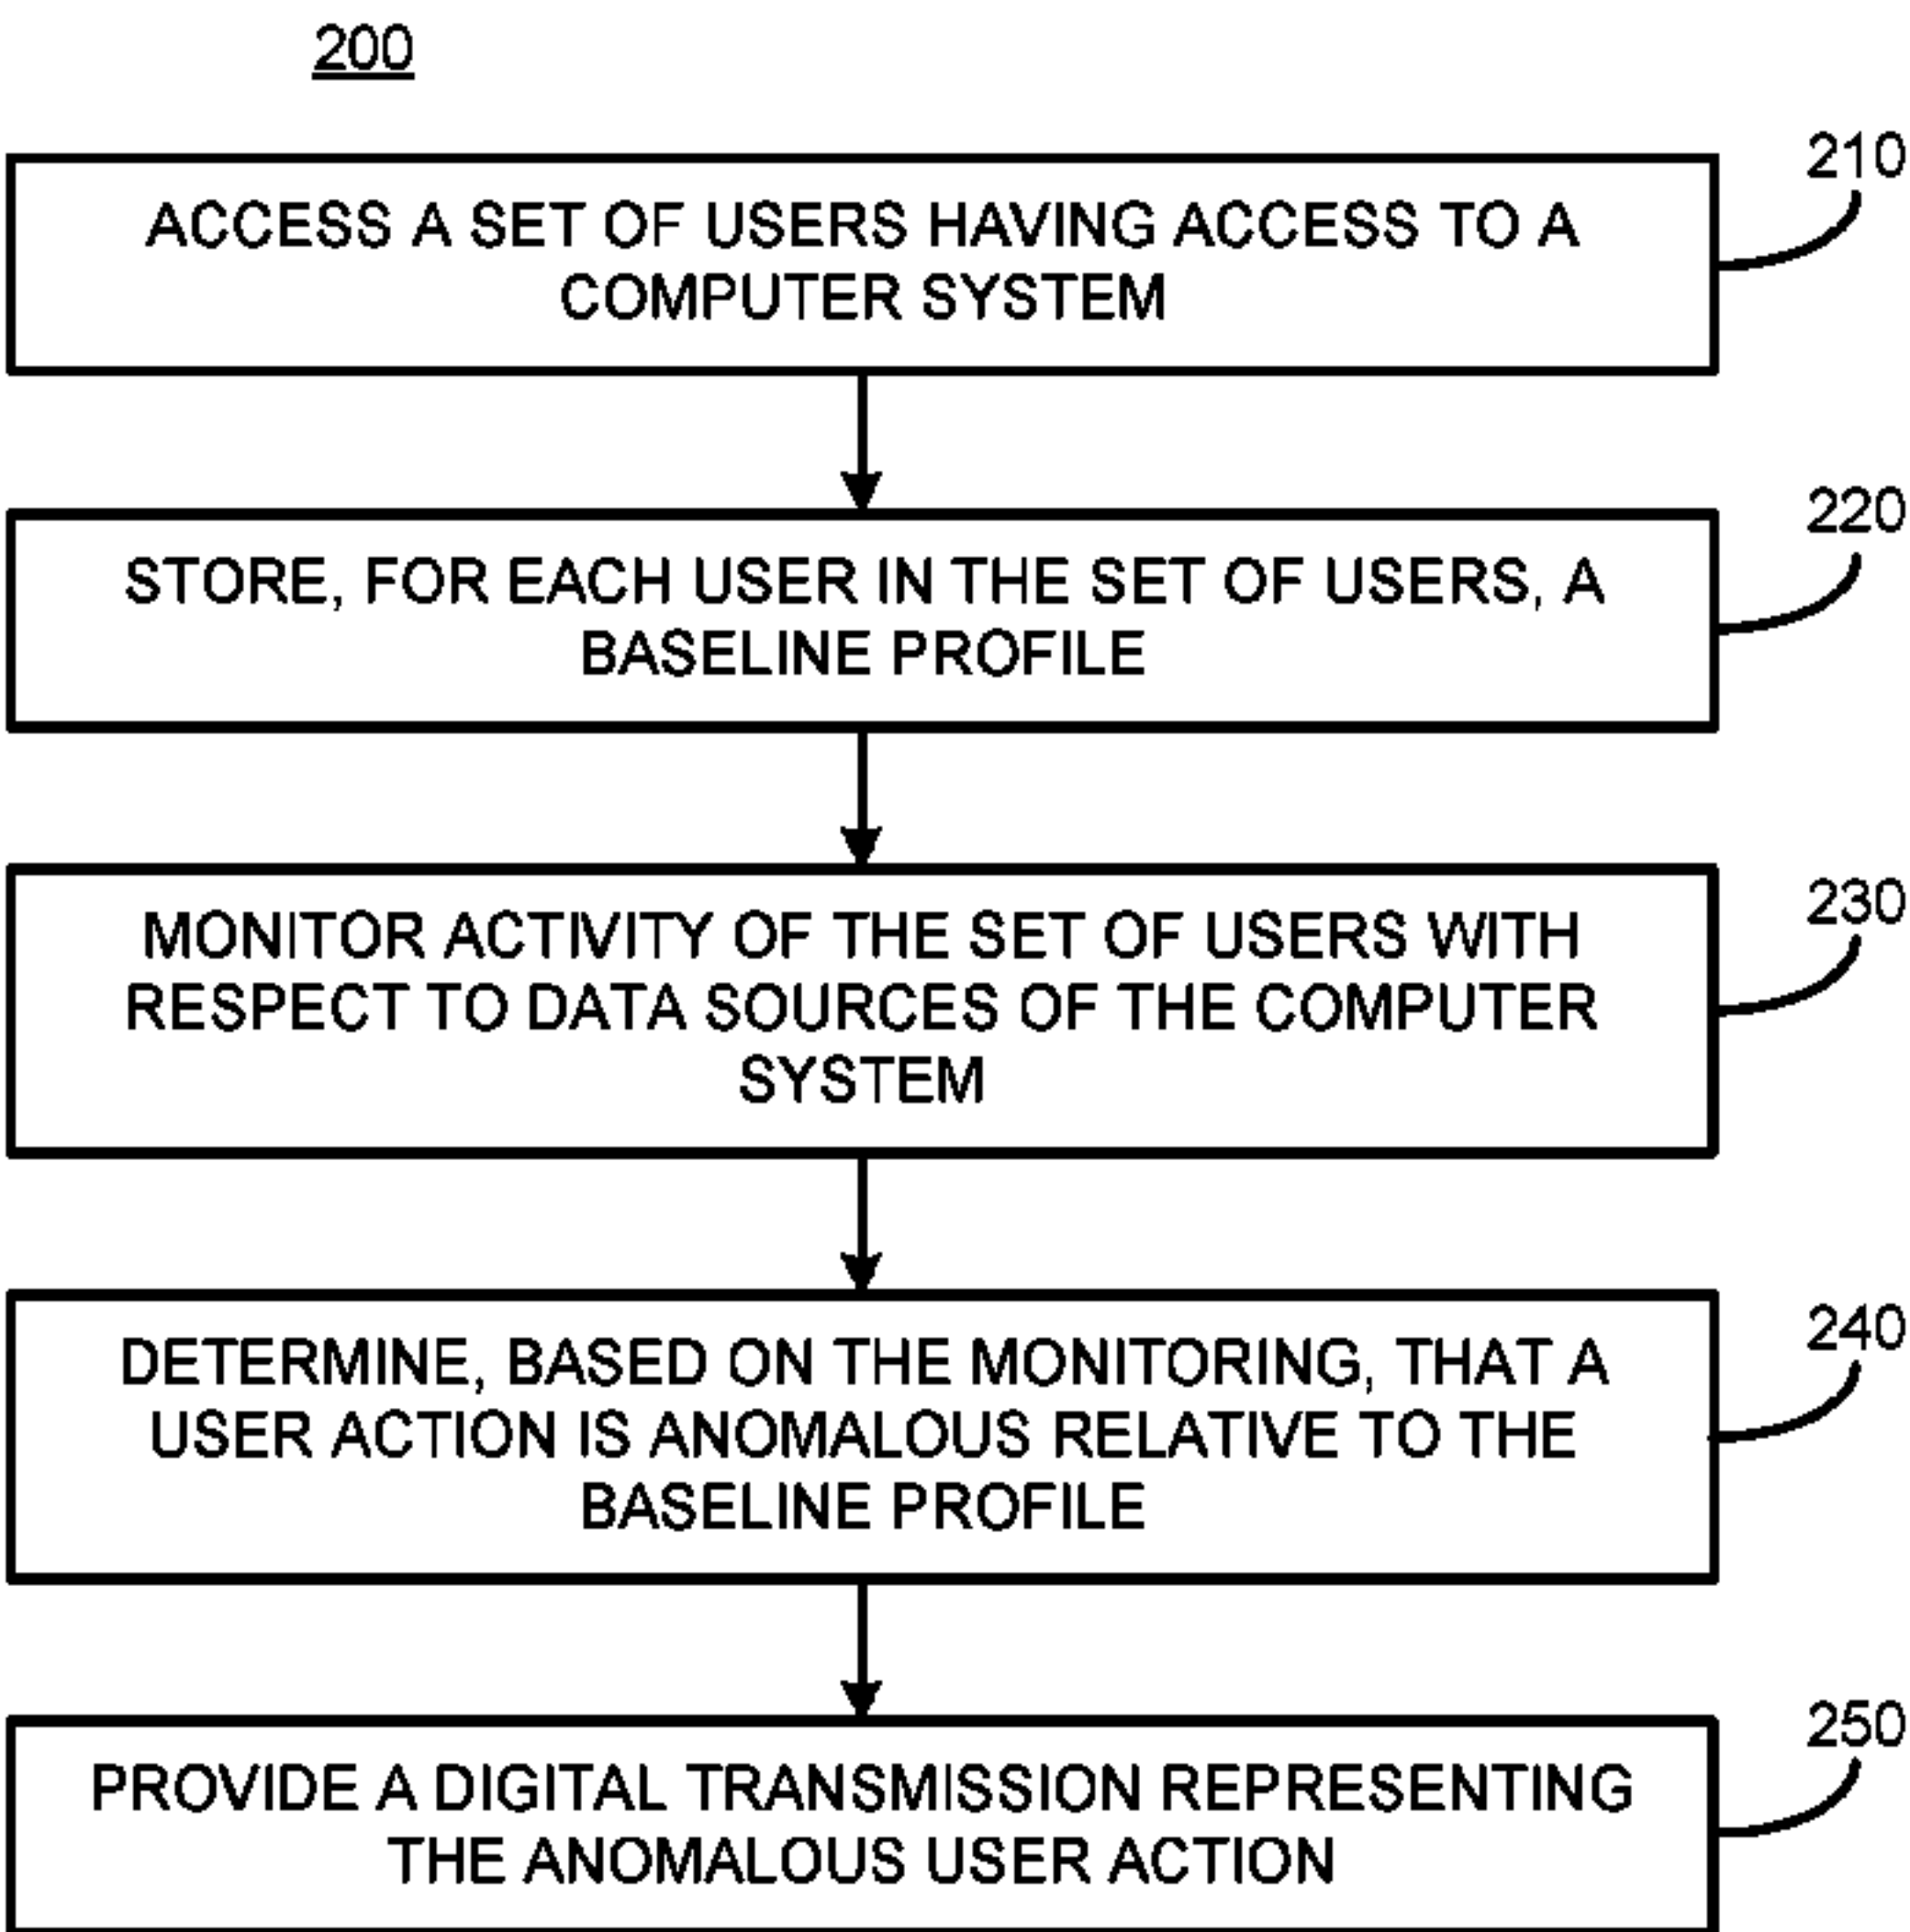 200
210
ACCESS A SET OF USERS HAVING ACCESS TO A
COMPUTER SYSTEM
220
STORE, FOR EACH USER IN THE SET OF USERS, A
BASELINE PROFILE
230
MONITOR ACTIVITY OF THE SET OF USERS WITH
RESPECT TO DATA SOURCES OF THE COMPUTER
SYSTEM
240
DETERMINE, BASED ON THE MONITORING, THAT A
USER ACTION IS ANOMALOUS RELATIVE TO THE
BASELINE PROFILE
250
PROVIDE A DIGITAL TRANSMISSION REPRESENTING
THE ANOMALOUS USER ACTION